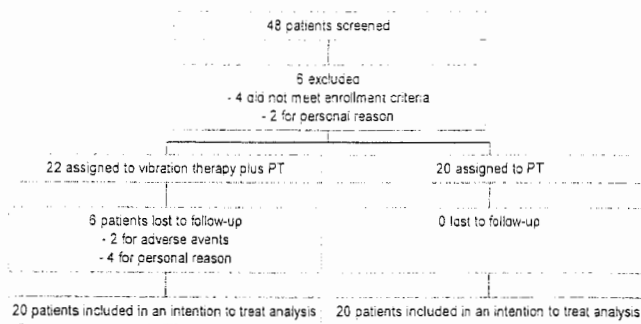 48 patients screened
6 excluded
- 4 did not meet enrollment criteria
- 2 for personal reason
22 assigned to vibration therapy plus PT
20 assigned to PT
6 patients lost to follow-up
- 2 for adverse events
- 4 for personal reason
0 lost to follow-up
20 patients included in an intention to treat analysis
20 patients included in an intention to treat analysis